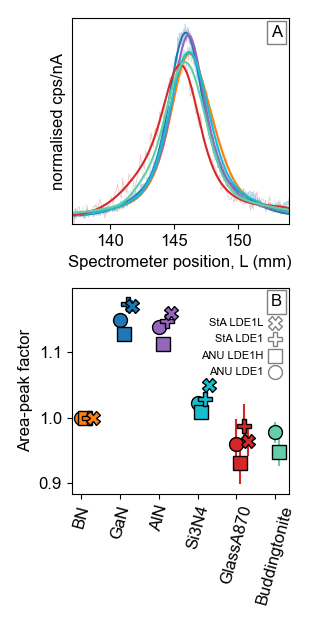 A
normalised cps/nA
140
145
150
Spectrometer position, L (mm)
B
StA LDE1L
StA LDE1
ANU LDE1H
ANU LDE1
Area-peak factor
1.1
1.0
0.9
BN
GaN
AlN
Si3N4
GlassA870
Buddingtonite